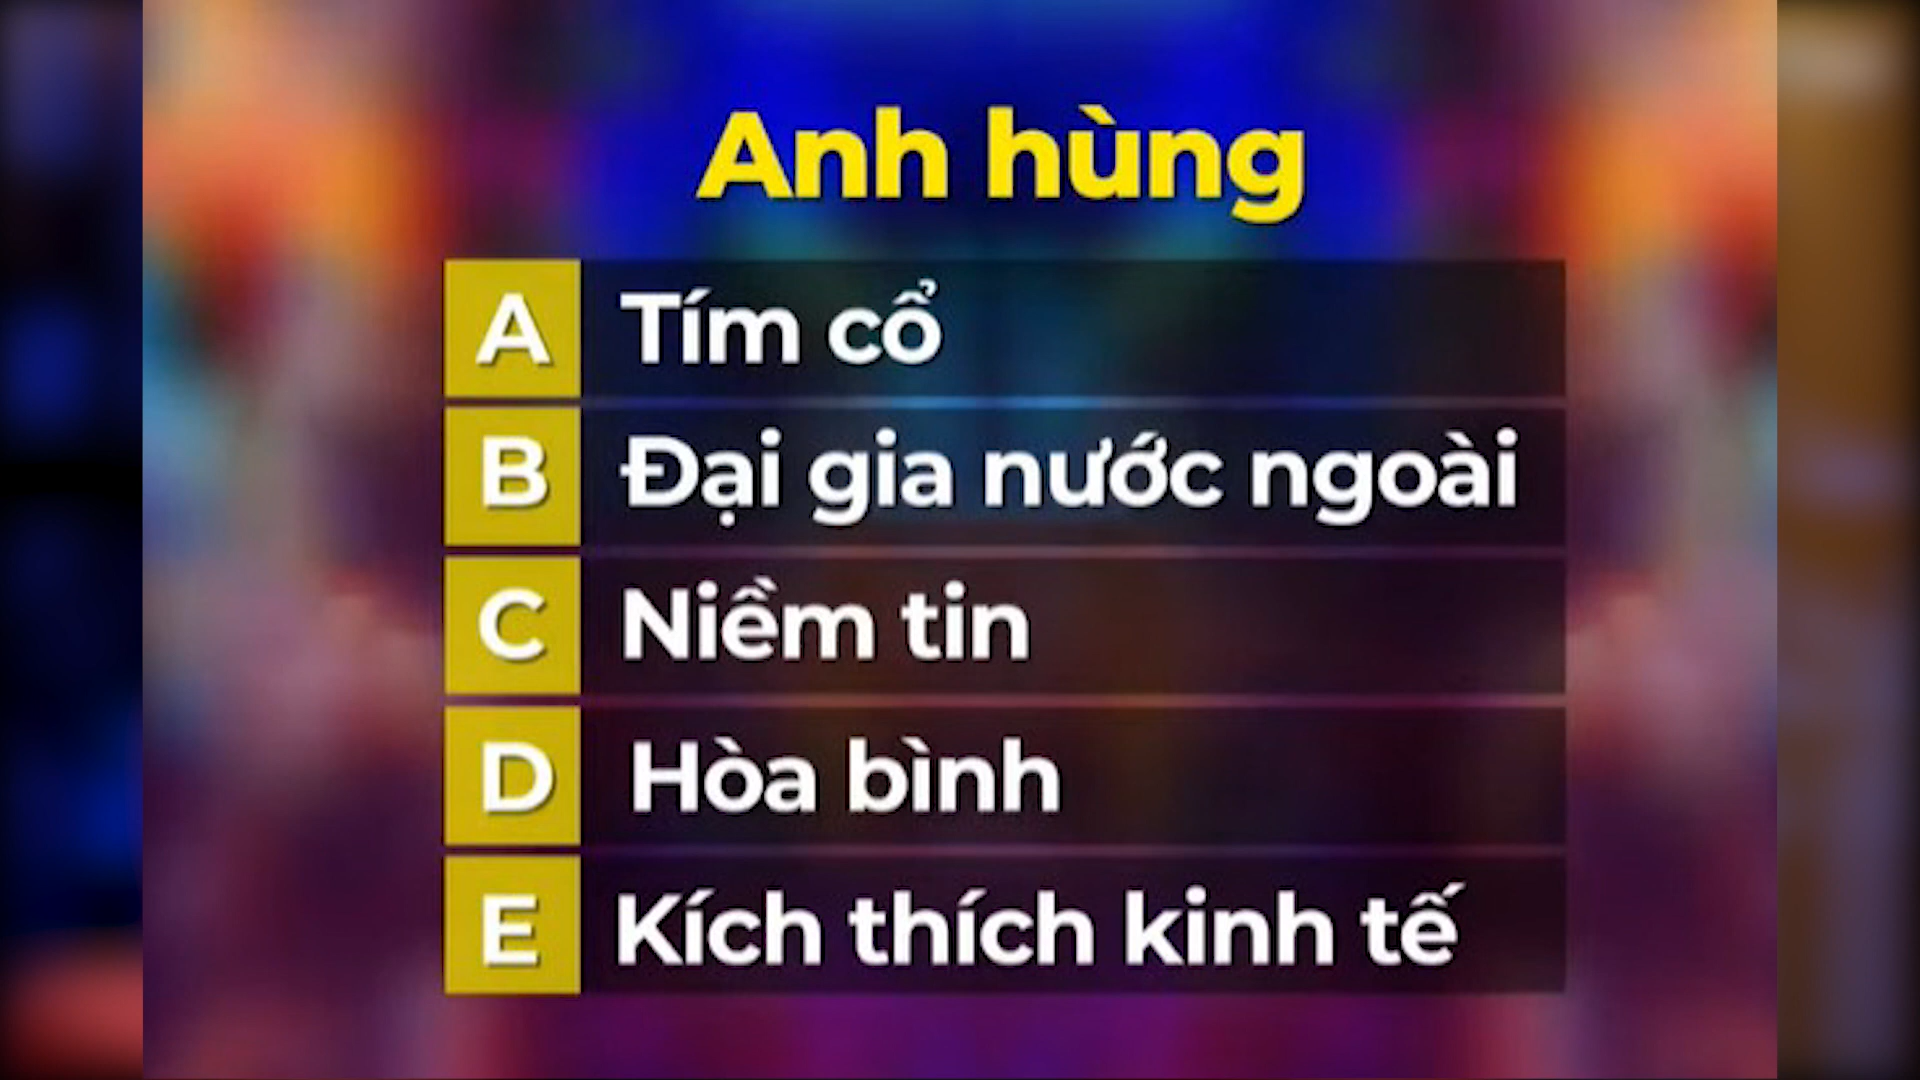 Anh hùng
A Tím cổ
B Đại gia nước ngoài
C Niềm tin
D Hòa bình
E Kích thích kinh tế